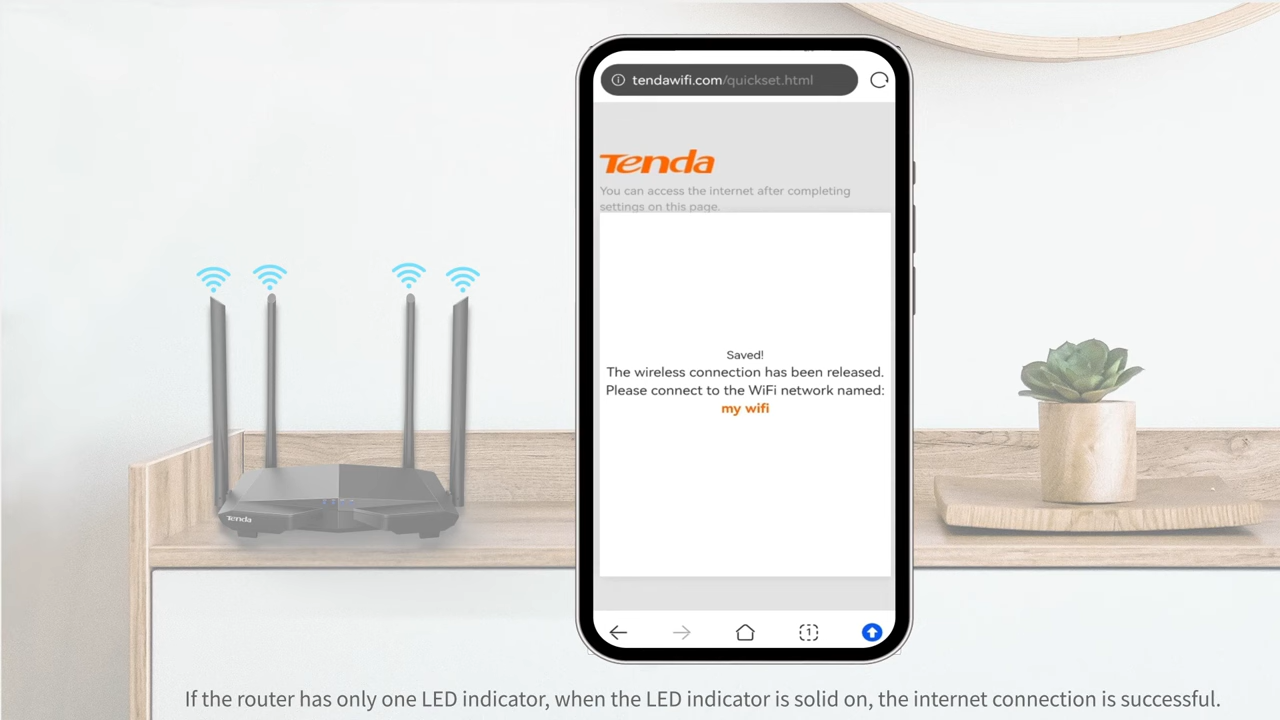 tendawifi.com/quickset.html
Tenda
You can access the internet after completing
settings on this page.
Saved!
The wireless connection has been released.
Please connect to the WiFi network named:
my wifi
Tenda
1
If the router has only one LED indicator, when the LED indicator is solid on, the internet connection is successful.